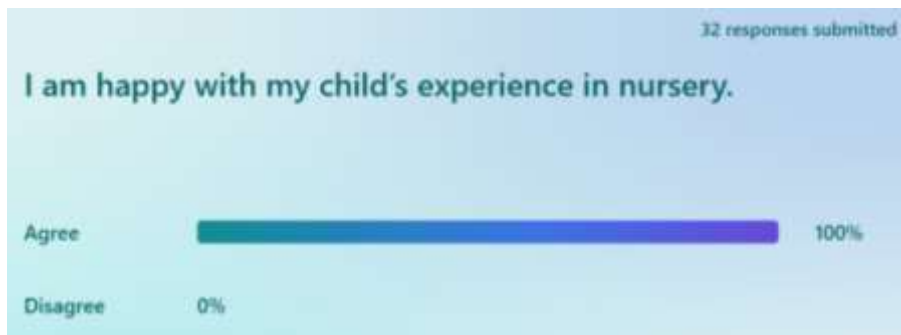 32 responses submitted
I am happy with my child's experience in nursery.
Agree 100%
Disagree 0%